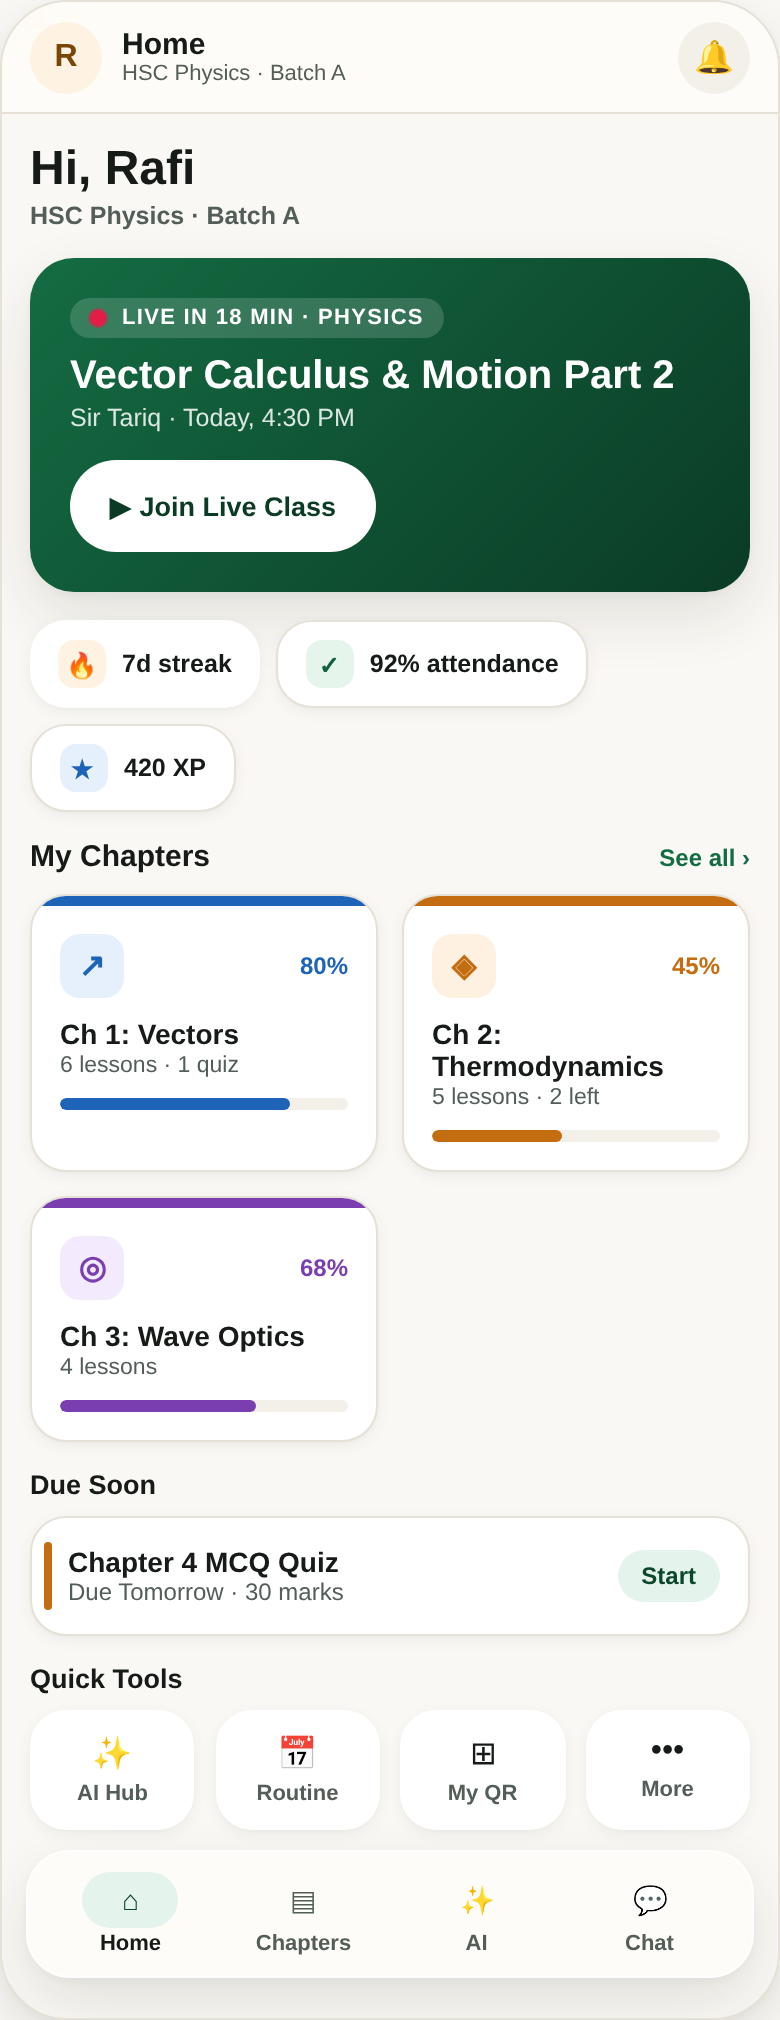 R
Home
HSC Physics · Batch A
🔔
Hi, Rafi
HSC Physics · Batch A
LIVE IN 18 MIN · PHYSICS
Vector Calculus & Motion Part 2
Sir Tariq · Today, 4:30 PM
▶ Join Live Class
🔥 7d streak
✓ 92% attendance
★ 420 XP
My Chapters
See all ›
↗ 80%
Ch 1: Vectors
6 lessons · 1 quiz
◈ 45%
Ch 2:
Thermodynamics
5 lessons · 2 left
◎ 68%
Ch 3: Wave Optics
4 lessons
Due Soon
Chapter 4 MCQ Quiz
Due Tomorrow · 30 marks
Start
Quick Tools
✨ AI Hub
📅 Routine
⊞ My QR
••• More
⌂ Home
▤ Chapters
✨ AI
💬 Chat